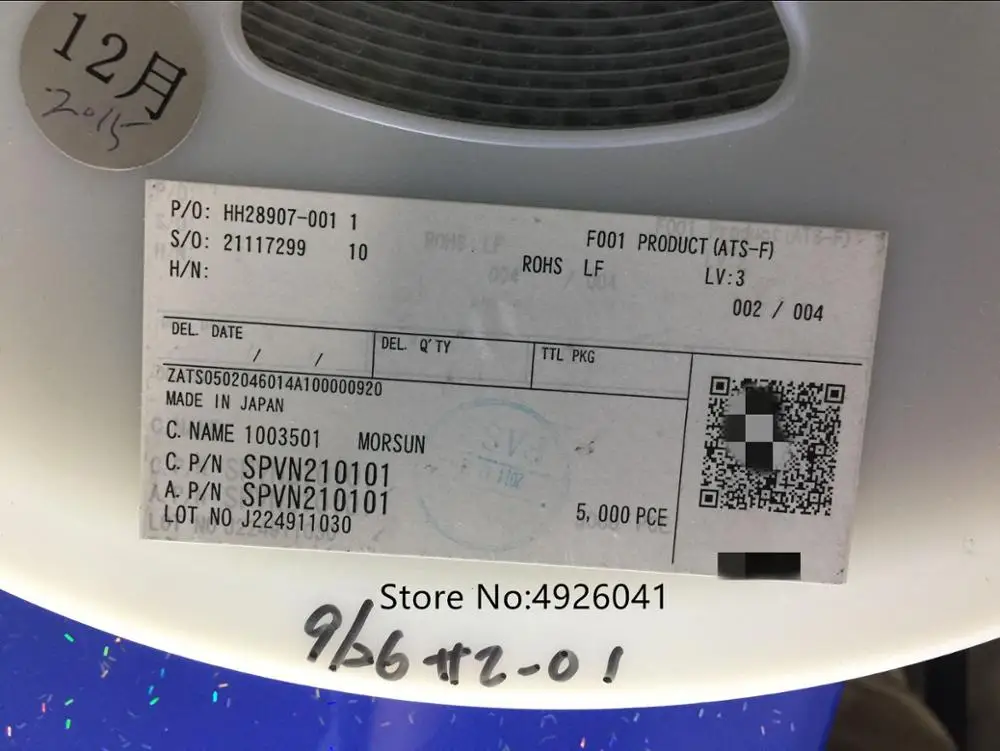 12月
2015
P/O: HH28907-001 1
S/O: 21117299 10
H/N:
F001 PRODUCT(ATS-F)
ROHS LF LV:3
002 / 004
DEL. DATE / /
DEL. Q'TY
TTL PKG
ZATS0502046014A100000920
MADE IN JAPAN
C. NAME 1003501 MORSUN
C. P/N SPVN210101
A. P/N SPVN210101
LOT NO J224911030
5,000 PCE
Store No:4926041
9/26 #2-01